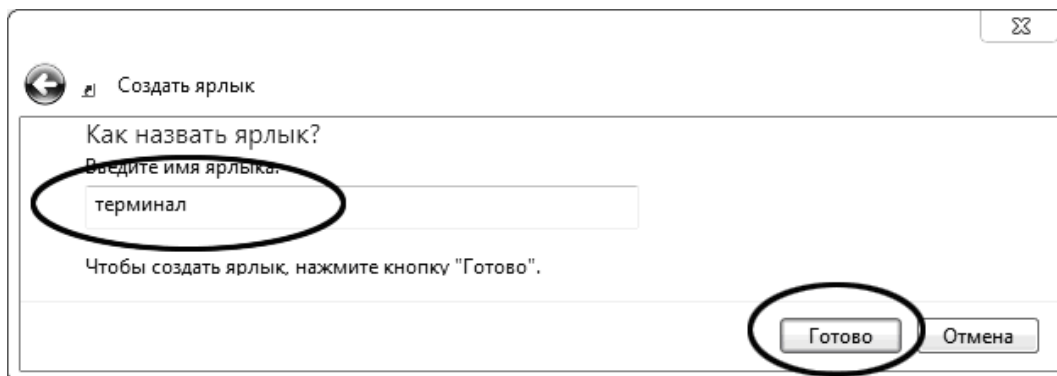 Создать ярлык
Как назвать ярлык?
Введите имя ярлыка:
терминал
Чтобы создать ярлык, нажмите кнопку "Готово".
Готово
Отмена